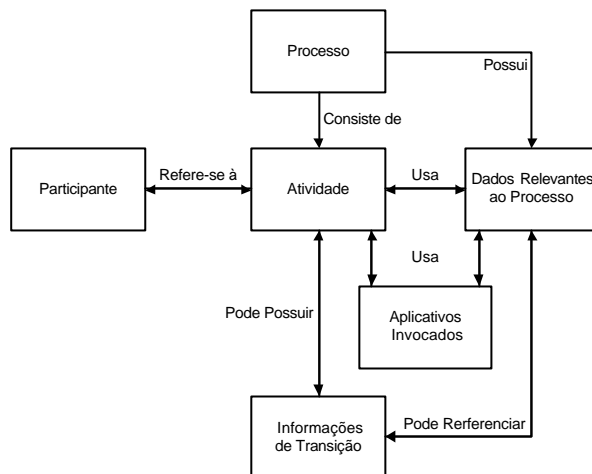 Processo
Possui
Consiste de
Participante
Refere-se à
Atividade
Usa
Dados Relevantes
ao Processo
Usa
Pode Possuir
Aplicativos
Invocados
Informações
de Transição
Pode Rerferenciar